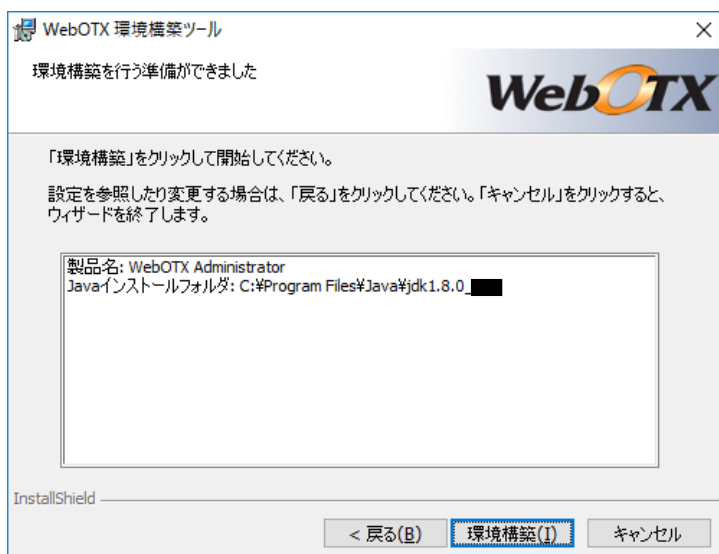 WebOTX 環境構築ツール
環境構築を行う準備ができました
WebOTX
「環境構築」をクリックして開始してください。
設定を参照したり変更する場合は、「戻る」をクリックしてください。「キャンセル」をクリックすると、
ウィザードを終了します。
製品名: WebOTX Administrator
Javaインストールフォルダ: C:¥Program Files¥Java¥jdk1.8.0_
InstallShield
< 戻る(B)
環境構築(I)
キャンセル